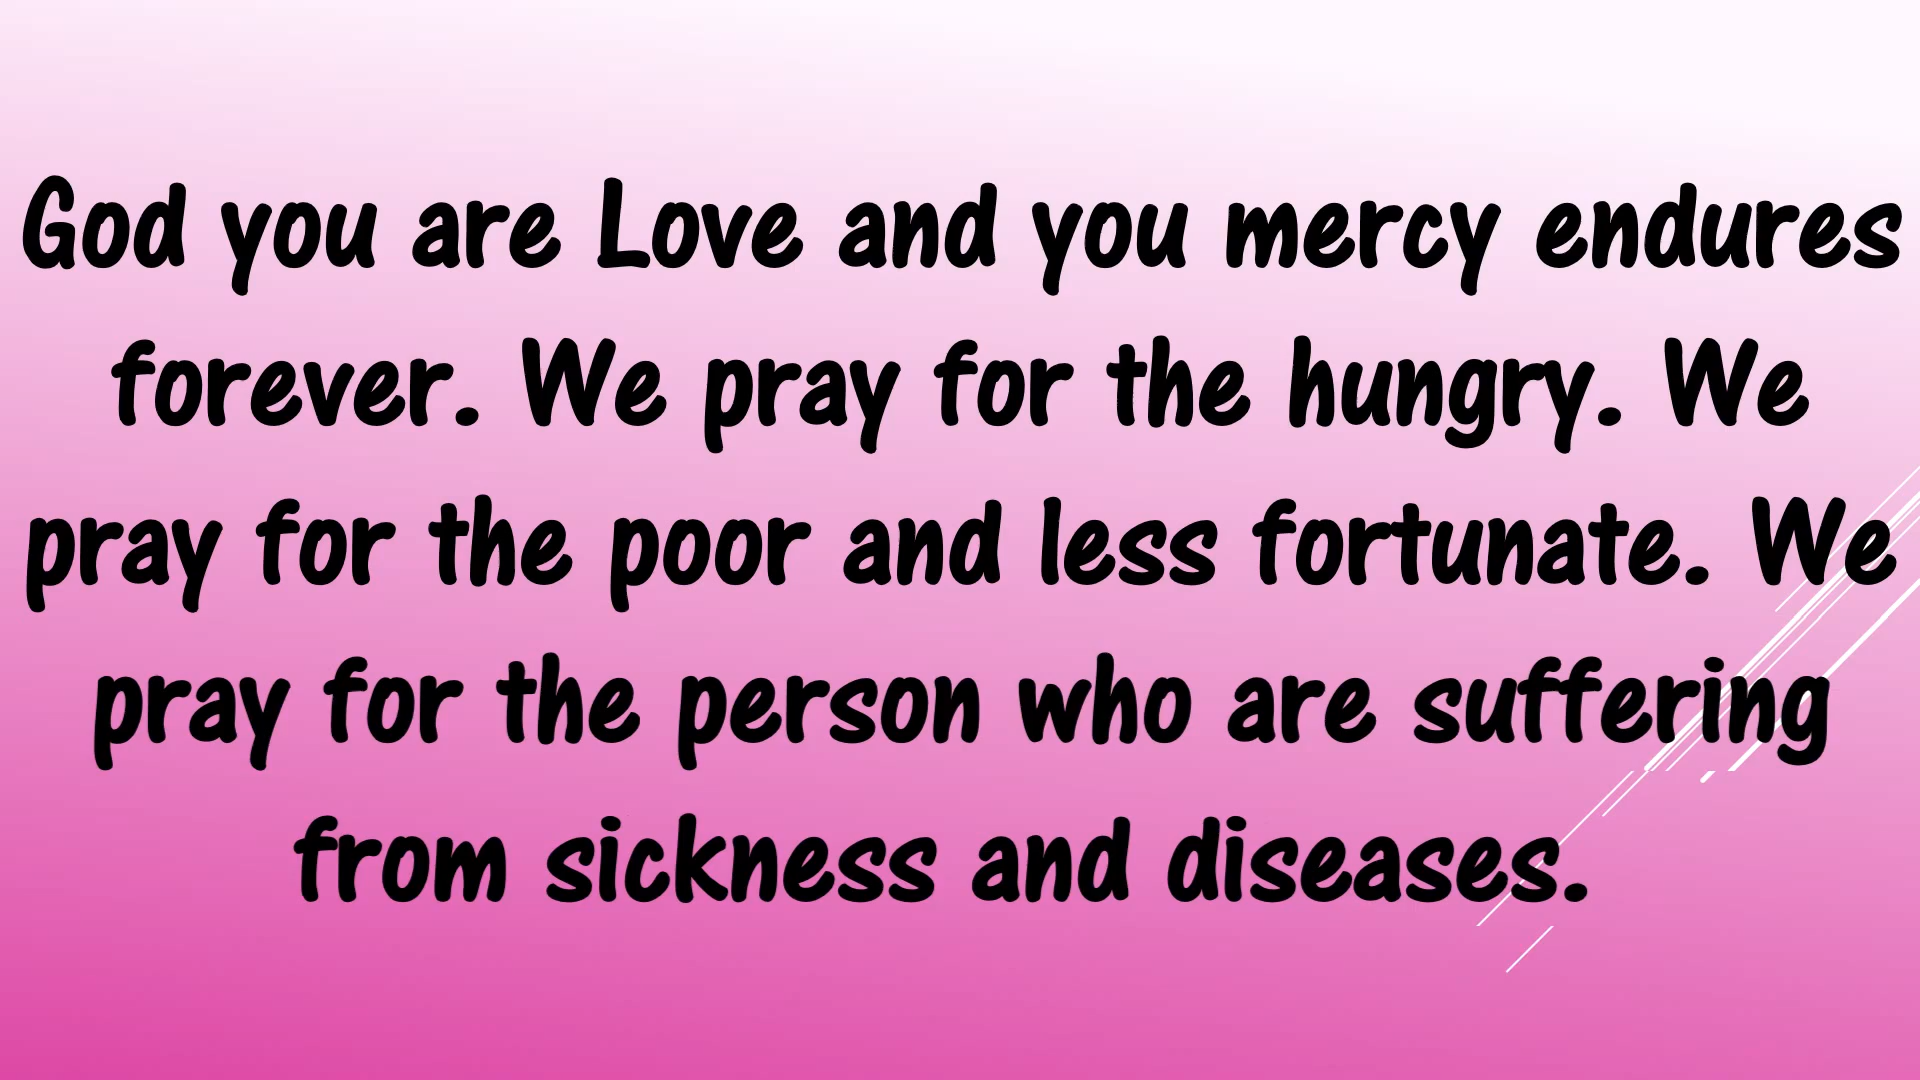 God you are Love and you mercy endures
forever. We pray for the hungry. We
pray for the poor and less fortunate. We
pray for the person who are suffering
from sickness and diseases.